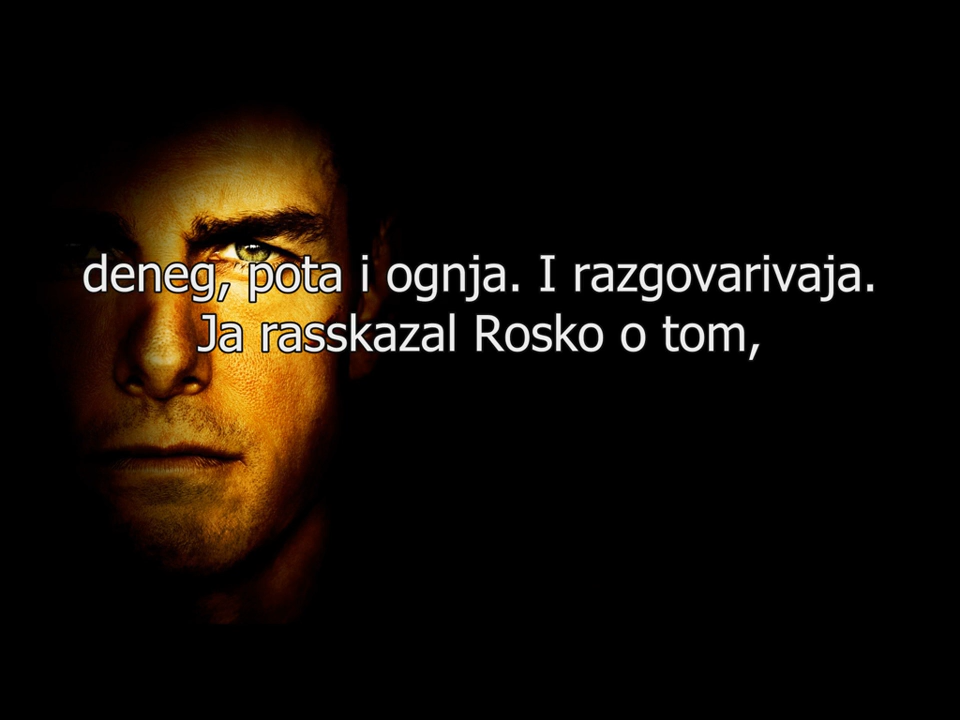 deneg, pota i ognja. I razgovarivaja.
Ja rasskazal Rosko o tom,